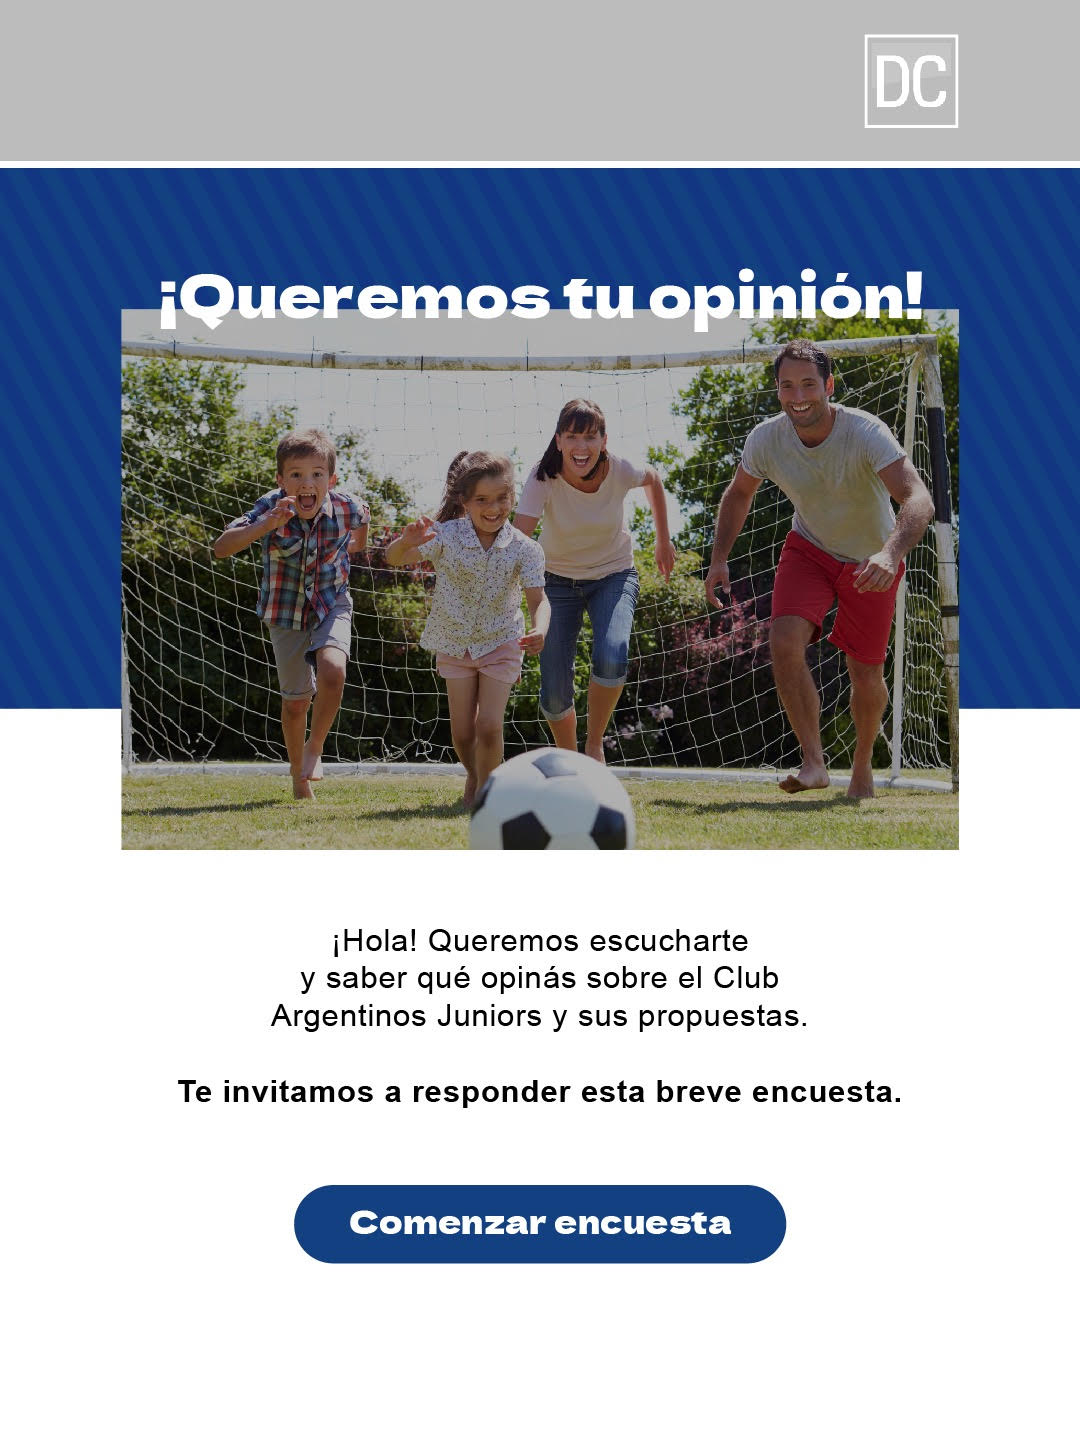 DC
¡Queremos tu opinión!
¡Hola! Queremos escucharte
y saber qué opinás sobre el Club
Argentinos Juniors y sus propuestas.
Te invitamos a responder esta breve encuesta.
Comenzar encuesta